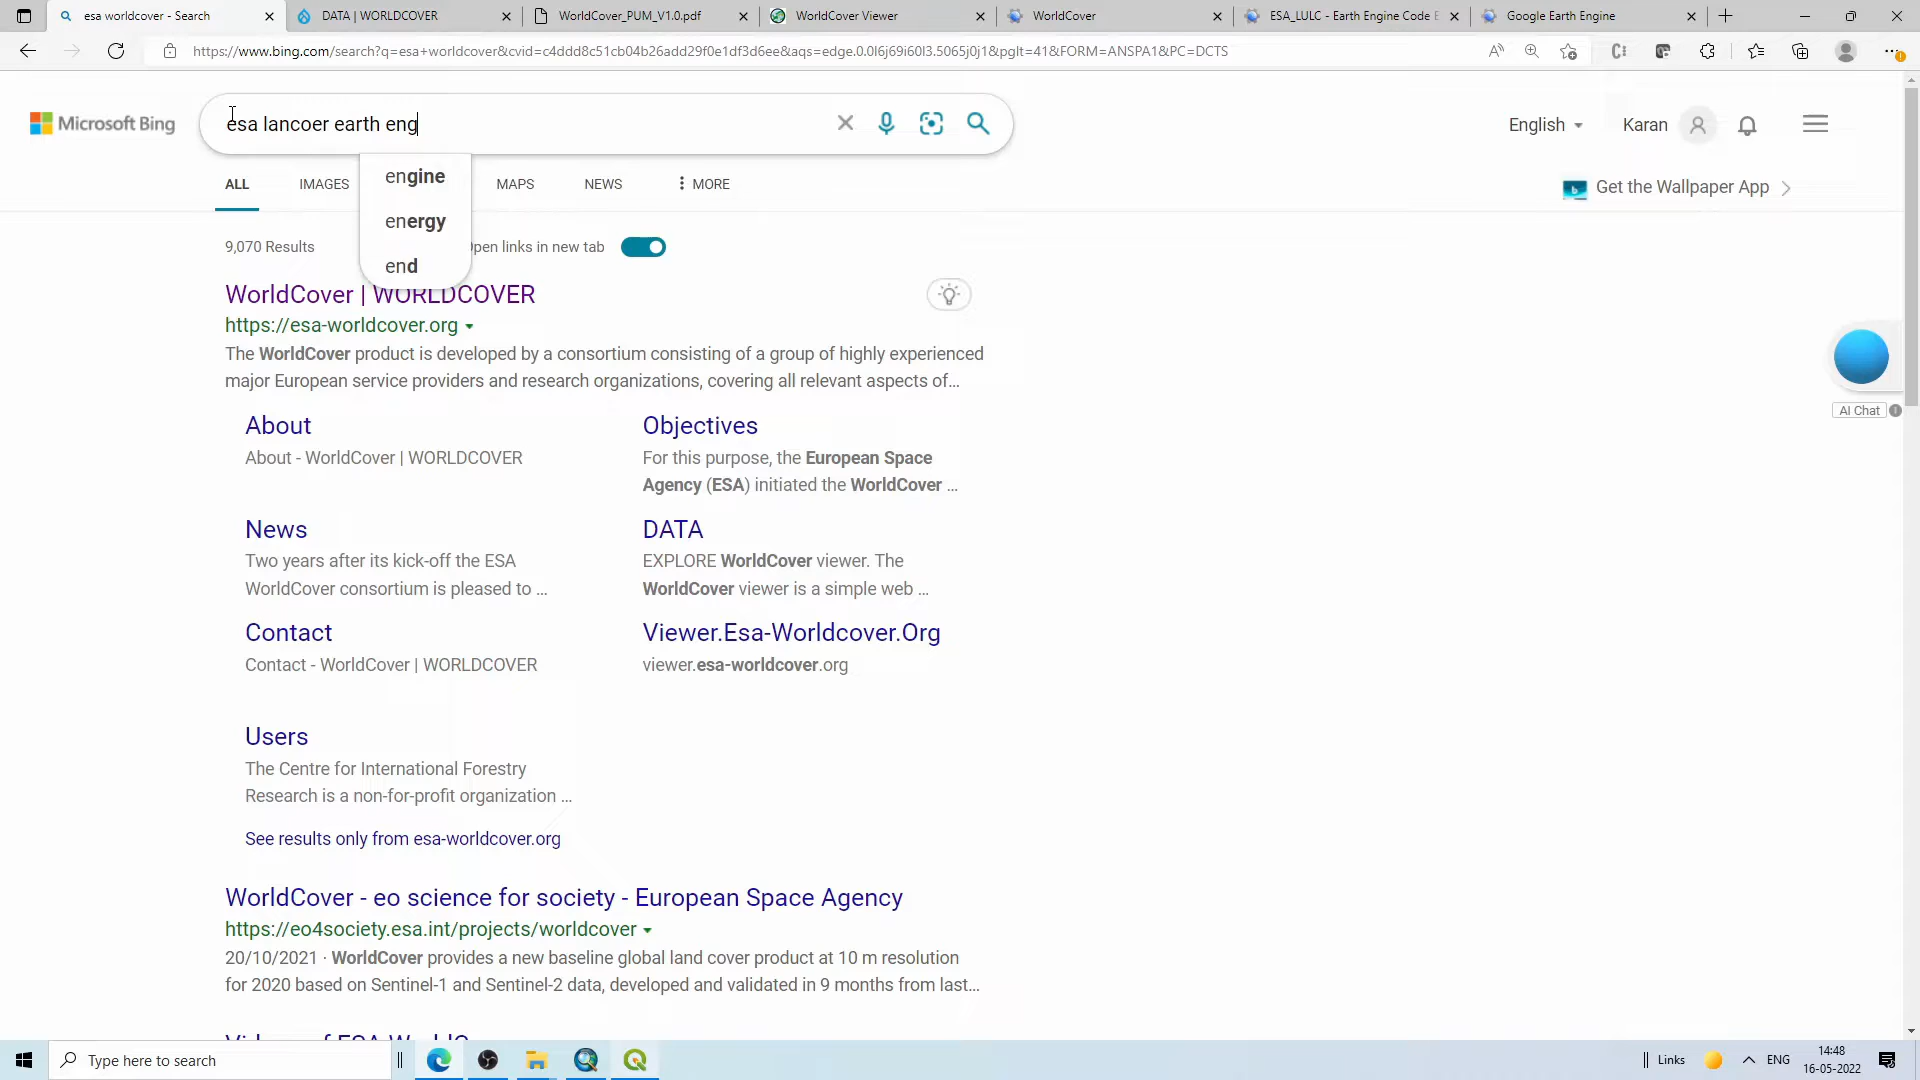 esa worldcover - Search
DATA | WORLDCOVER
WorldCover_PUM_V1.0.pdf
WorldCover Viewer
WorldCover
ESA_LULC - Earth Engine Code E
Google Earth Engine
https://www.bing.com/search?q=esa+worldcover&cvid=c4ddd8c51cb04b26add29f0e1df3d6ee&aqs=edge.0.0l6j69i60l3.5065j0j1&pglt=41&FORM=ANSPA1&PC=DCTS
Microsoft Bing
esa lancoer earth eng
English
Karan
engine
energy
end
ALL
IMAGES
MAPS
NEWS
MORE
Get the Wallpaper App
9,070 Results
pen links in new tab
WorldCover | WORLDCOVER
https://esa-worldcover.org
The WorldCover product is developed by a consortium consisting of a group of highly experienced
major European service providers and research organizations, covering all relevant aspects of…
AI Chat
About
About - WorldCover | WORLDCOVER
Objectives
For this purpose, the European Space
Agency (ESA) initiated the WorldCover …
News
Two years after its kick-off the ESA
WorldCover consortium is pleased to …
DATA
EXPLORE WorldCover viewer. The
WorldCover viewer is a simple web …
Contact
Contact - WorldCover | WORLDCOVER
Viewer.Esa-Worldcover.Org
viewer.esa-worldcover.org
Users
The Centre for International Forestry
Research is a non-for-profit organization …
See results only from esa-worldcover.org
WorldCover - eo science for society - European Space Agency
https://eo4society.esa.int/projects/worldcover
20/10/2021 · WorldCover provides a new baseline global land cover product at 10 m resolution
for 2020 based on Sentinel-1 and Sentinel-2 data, developed and validated in 9 months from last…
Type here to search
Links
ENG
14:48
16-05-2022